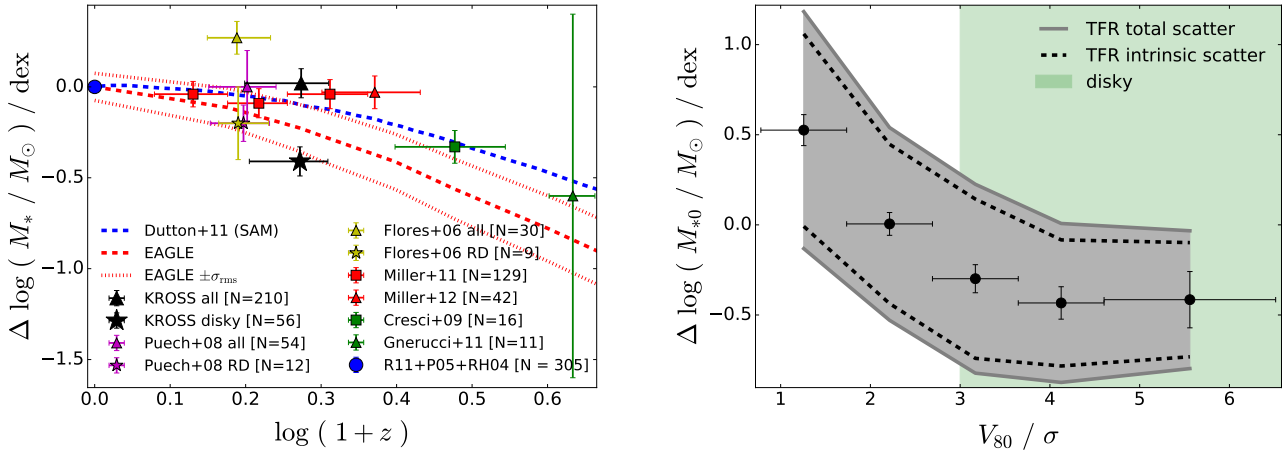 Δ log ( M* / M⊙ ) / dex
0.0
−0.5
−1.0
−1.5
0.0 0.1 0.2 0.3 0.4 0.5 0.6
log ( 1 + z )
Dutton+11 (SAM)
EAGLE
EAGLE ±σrms
KROSS all [N=210]
KROSS disky [N=56]
Puech+08 all [N=54]
Puech+08 RD [N=12]
Flores+06 all [N=30]
Flores+06 RD [N=9]
Miller+11 [N=129]
Miller+12 [N=42]
Cresci+09 [N=16]
Gnerucci+11 [N=11]
R11+P05+RH04 [N = 305]
Δ log ( M*0 / M⊙ ) / dex
1.0
0.5
0.0
−0.5
1 2 3 4 5 6
V80 / σ
TFR total scatter
TFR intrinsic scatter
disky